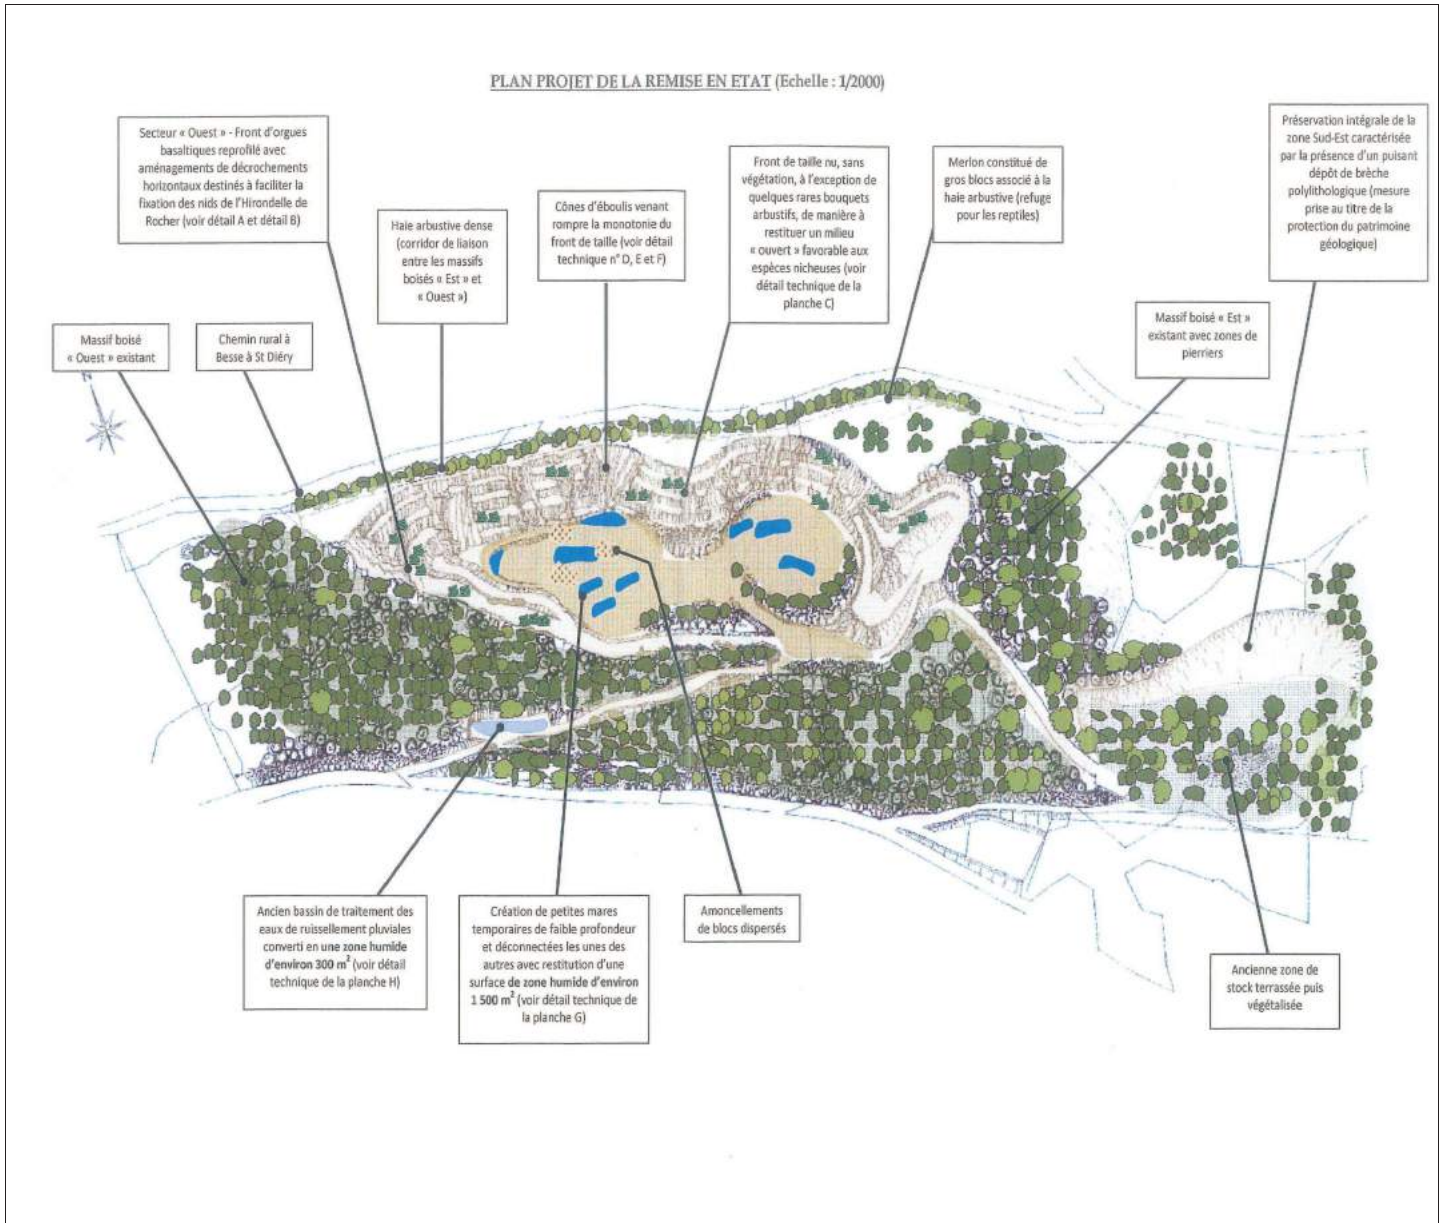 PLAN PROJET DE LA REMISE EN ETAT (Echelle : 1/2000)
Secteur « Ouest » - Front d'orgues
basaltiques reprofilé avec
aménagements de décrochements
horizontaux destinés à faciliter la
fixation des nids de l'Hirondelle de
Rocher (voir détail A et détail B)
Haie arbustive dense
(corridor de liaison
entre les massifs
boisés « Est » et
« Ouest »)
Cônes d'éboulis venant
rompre la monotonie du
front de taille (voir détail
technique n° D, E et F)
Front de taille nu, sans
végétation, à l'exception de
quelques rares bouquets
arbustifs, de manière à
restituer un milieu
« ouvert » favorable aux
espèces nicheuses (voir
détail technique de la
planche C)
Merlon constitué de
gros blocs associé à la
haie arbustive (refuge
pour les reptiles)
Préservation intégrale de la
zone Sud-Est caractérisée
par la présence d'un puisant
dépôt de brèche
polylithologique (mesure
prise au titre de la
protection du patrimoine
géologique)
Massif boisé
« Ouest » existant
Chemin rural à
Besse à St Diéry
Massif boisé « Est »
existant avec zones de
pierriers
N
Ancien bassin de traitement des
eaux de ruissellement pluviales
converti en une zone humide
d'environ 300 m² (voir détail
technique de la planche H)
Création de petites mares
temporaires de faible profondeur
et déconnectées les unes des
autres avec restitution d'une
surface de zone humide d'environ
1 500 m² (voir détail technique de
la planche G)
Amoncellements
de blocs dispersés
Ancienne zone de
stock terrassée puis
végétalisée